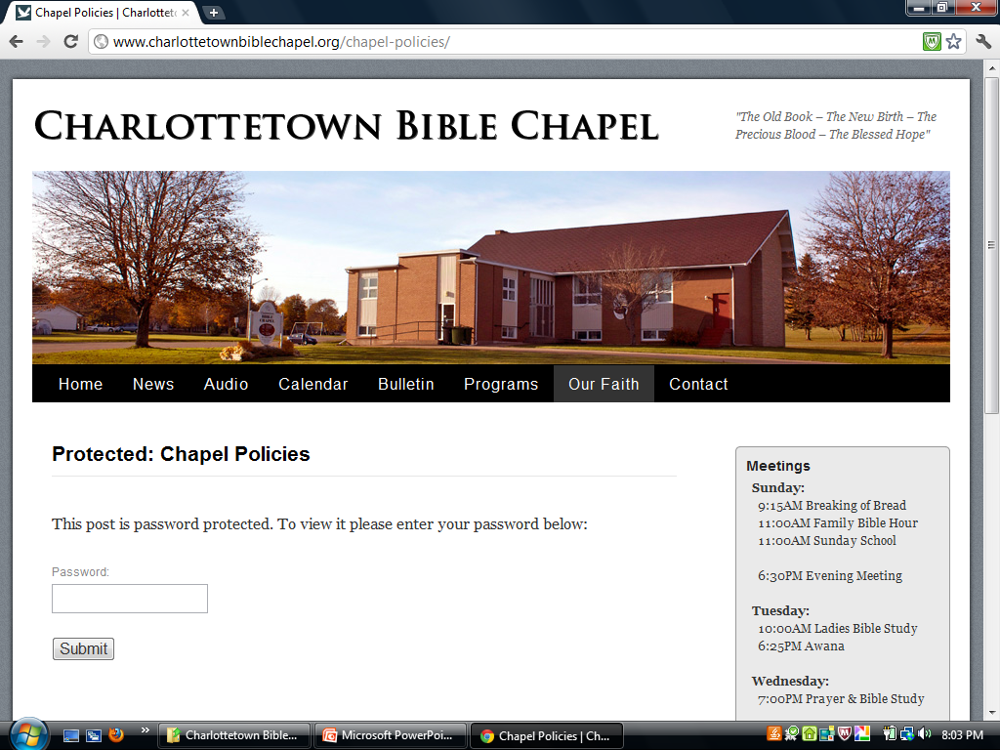 Chapel Policies | Charlottet
www.charlottetownbiblechapel.org/chapel-policies/
Charlottetown Bible Chapel
"The Old Book – The New Birth – The
Precious Blood – The Blessed Hope"
BIBLE
CHAPEL
Home News Audio Calendar Bulletin Programs Our Faith Contact
Protected: Chapel Policies
This post is password protected. To view it please enter your password below:
Password:
Submit
Meetings
Sunday:
9:15AM Breaking of Bread
11:00AM Family Bible Hour
11:00AM Sunday School
6:30PM Evening Meeting
Tuesday:
10:00AM Ladies Bible Study
6:25PM Awana
Wednesday:
7:00PM Prayer & Bible Study
Charlottetown Bible... Microsoft PowerPoi... Chapel Policies | Ch... 8:03 PM